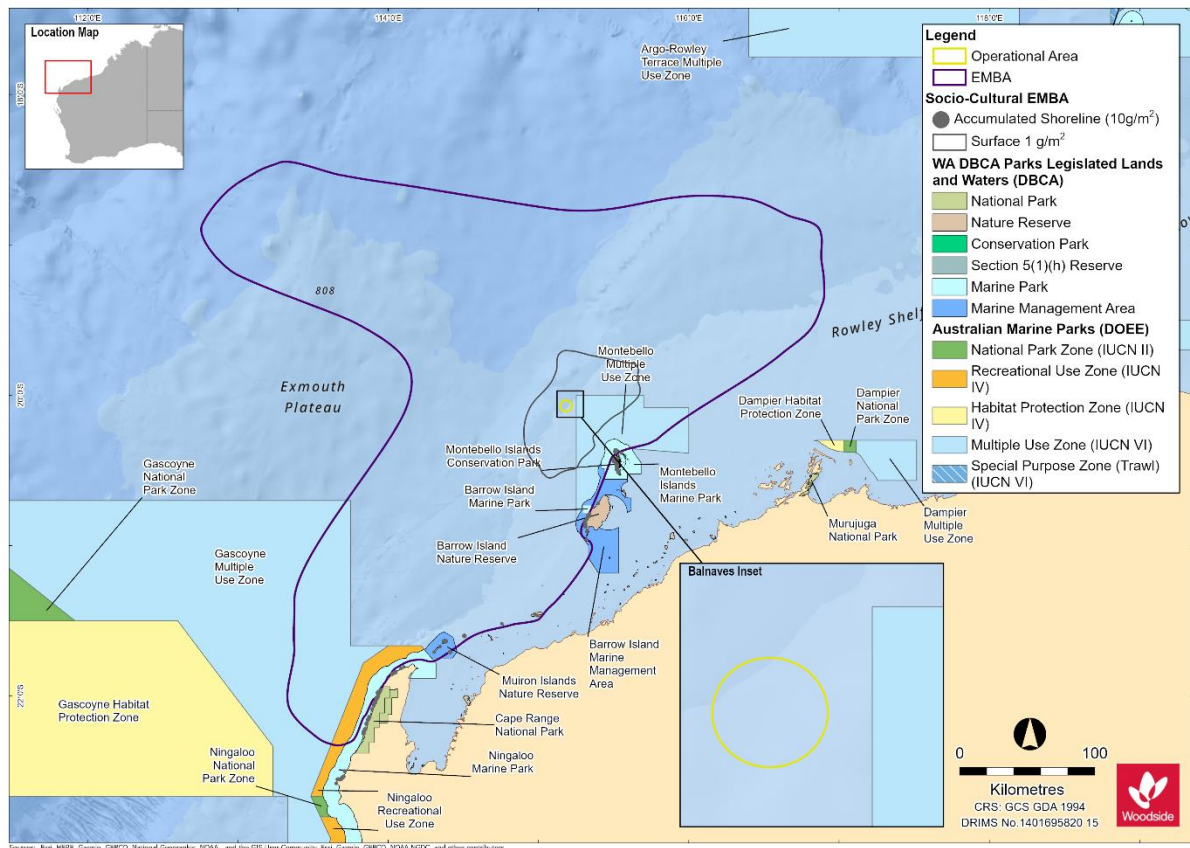 112°0'E
114°0'E
116°0'E
118°0'E
18°0'S
20°0'S
22°0'S
Location Map
Argo-Rowley
Terrace Multiple
Use Zone
808
Exmouth
Plateau
Rowley Shelf
Montebello
Multiple
Use Zone
Dampier Habitat
Protection Zone
Dampier
National
Park Zone
Gascoyne
National
Park Zone
Montebello Islands
Conservation Park
Montebello
Islands
Marine Park
Barrow Island
Marine Park
Murujuga
National Park
Dampier
Multiple
Use Zone
Barrow Island
Nature Reserve
Gascoyne
Multiple
Use Zone
Barrow Island
Marine
Management
Area
Muiron Islands
Nature Reserve
Gascoyne Habitat
Protection Zone
Cape Range
National Park
Ningaloo
National
Park Zone
Ningaloo
Marine Park
Ningaloo
Recreational
Use Zone
Balnaves Inset
Legend
Operational Area
EMBA
Socio-Cultural EMBA
Accumulated Shoreline (10g/m²)
Surface 1 g/m²
WA DBCA Parks Legislated Lands
and Waters (DBCA)
National Park
Nature Reserve
Conservation Park
Section 5(1)(h) Reserve
Marine Park
Marine Management Area
Australian Marine Parks (DOEE)
National Park Zone (IUCN II)
Recreational Use Zone (IUCN
IV)
Habitat Protection Zone (IUCN
IV)
Multiple Use Zone (IUCN VI)
Special Purpose Zone (Trawl)
(IUCN VI)
0 100
Kilometres
CRS: GCS GDA 1994
DRIMS No.1401695820 15
Woodside